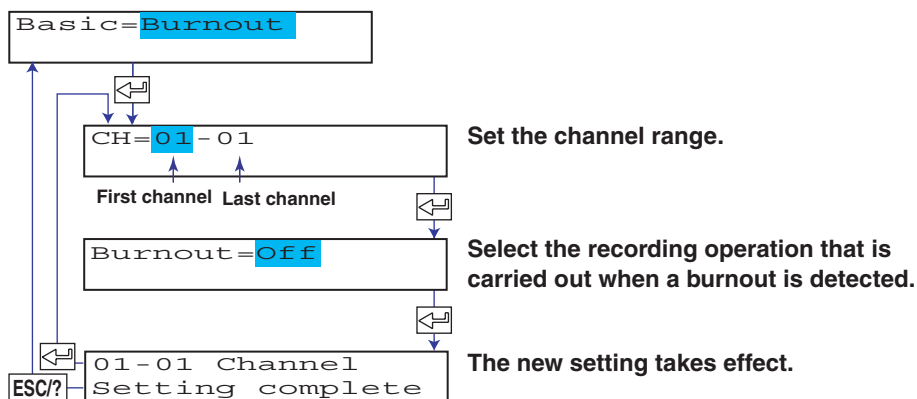 Basic=Burnout
CH=01-01
Set the channel range.
First channel Last channel
Burnout=Off
Select the recording operation that is
carried out when a burnout is detected.
01-01 Channel
Setting complete
The new setting takes effect.
ESC/?